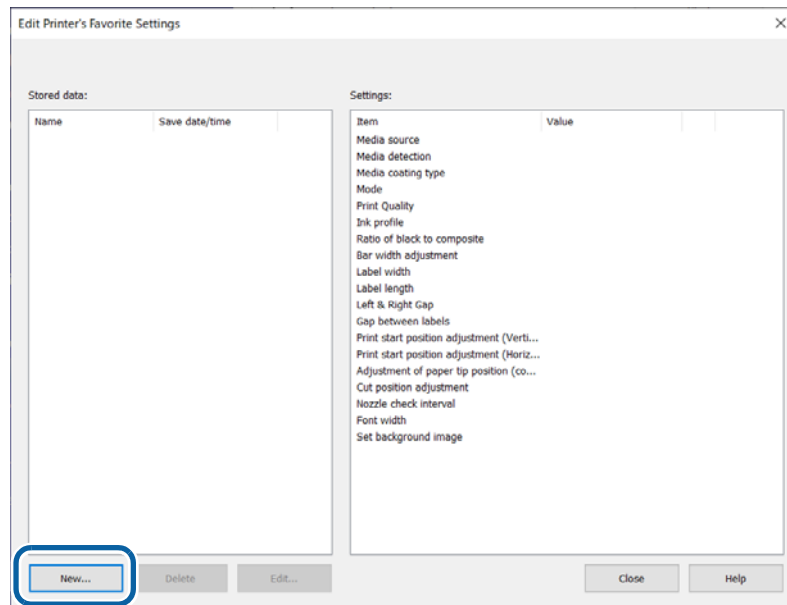 Edit Printer's Favorite Settings
Stored data:
Settings:
Name Save date/time
Item Value
Media source
Media detection
Media coating type
Mode
Print Quality
Ink profile
Ratio of black to composite
Bar width adjustment
Label width
Label length
Left & Right Gap
Gap between labels
Print start position adjustment (Verti...
Print start position adjustment (Horiz...
Adjustment of paper tip position (co...
Cut position adjustment
Nozzle check interval
Font width
Set background image
New... Delete Edit... Close Help